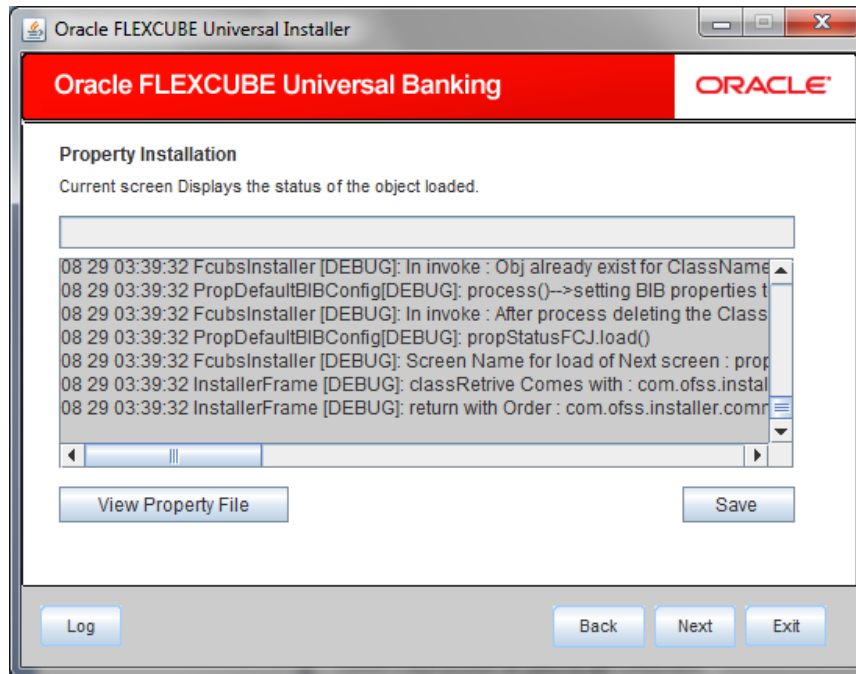 Oracle FLEXCUBE Universal Installer
Oracle FLEXCUBE Universal Banking
ORACLE
Property Installation
Current screen Displays the status of the object loaded.
08 29 03:39:32 FcubsInstaller [DEBUG]: In invoke : Obj already exist for ClassName
08 29 03:39:32 PropDefaultBIBConfig[DEBUG]: process()-->setting BIB properties t
08 29 03:39:32 FcubsInstaller [DEBUG]: In invoke : After process deleting the Class
08 29 03:39:32 PropDefaultBIBConfig[DEBUG]: propStatusFCJ.load()
08 29 03:39:32 FcubsInstaller [DEBUG]: Screen Name for load of Next screen : prop
08 29 03:39:32 InstallerFrame [DEBUG]: classRetrive Comes with : com.ofss.instal
08 29 03:39:32 InstallerFrame [DEBUG]: return with Order : com.ofss.installer.comm
View Property File Save
Log Back Next Exit